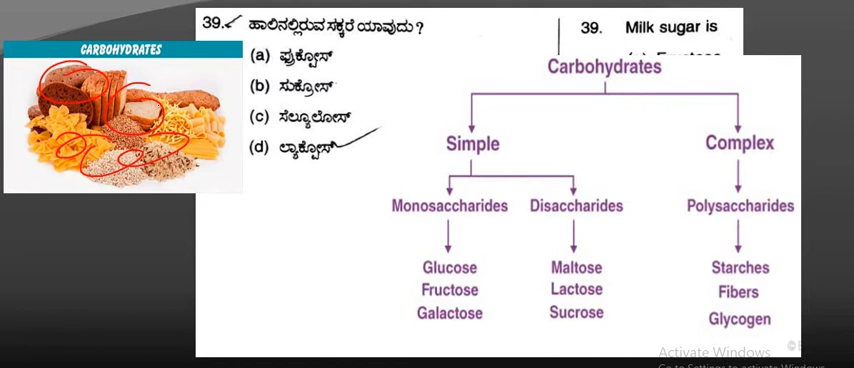 39. ಹಾಲಿನಲ್ಲಿರುವ ಸಕ್ಕರೆ ಯಾವುದು ?
(a) ಫ್ರುಕ್ಟೋಸ್
(b) ಸುಕ್ರೋಸ್
(c) ಸೆಲ್ಯೂಲೋಸ್
(d) ಲ್ಯಾಕ್ಟೋಸ್
39. Milk sugar is
CARBOHYDRATES
Carbohydrates
Simple Complex
Monosaccharides Disaccharides Polysaccharides
Glucose Maltose Starches
Fructose Lactose Fibers
Galactose Sucrose Glycogen
Activate Windows